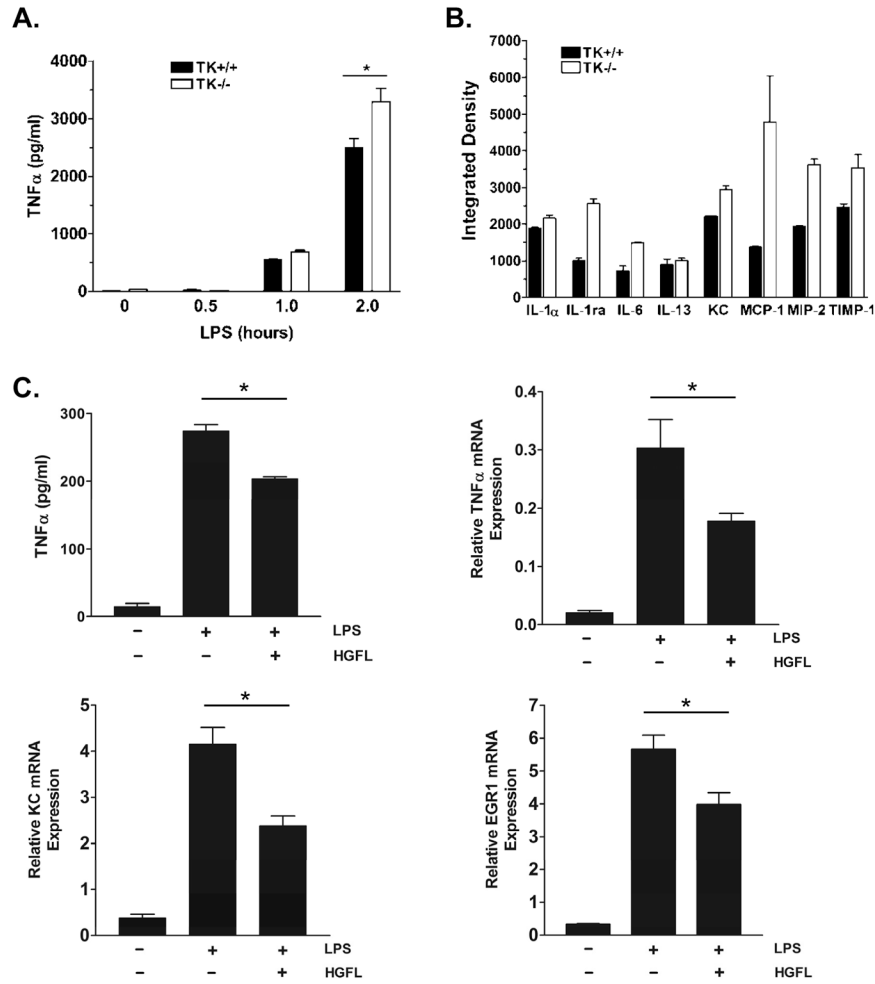 A.
TK+/+
TK-/-
*
TNFα (pg/ml)
4000
3000
2000
1000
0
0 0.5 1.0 2.0
LPS (hours)
B.
TK+/+
TK-/-
Integrated Density
7000
6000
5000
4000
3000
2000
1000
0
IL-1α IL-1ra IL-6 IL-13 KC MCP-1 MIP-2 TIMP-1
C.
*
TNFα (pg/ml)
300
200
100
0
– + + LPS
– – + HGFL
*
Relative TNFα mRNA
Expression
0.4
0.3
0.2
0.1
0.0
– + + LPS
– – + HGFL
*
Relative KC mRNA
Expression
5
4
3
2
1
0
– + + LPS
– – + HGFL
*
Relative EGR1 mRNA
Expression
7
6
5
4
3
2
1
0
– + + LPS
– – + HGFL